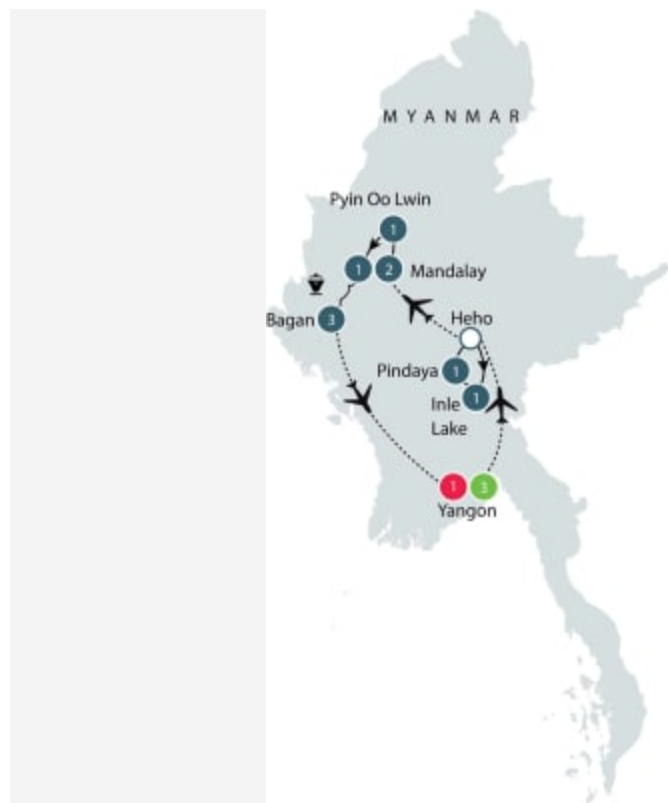 MYANMAR
Pyin Oo Lwin
1
1
2
Mandalay
Bagan
3
Heho
Pindaya
1
Inle
Lake
1
1
3
Yangon